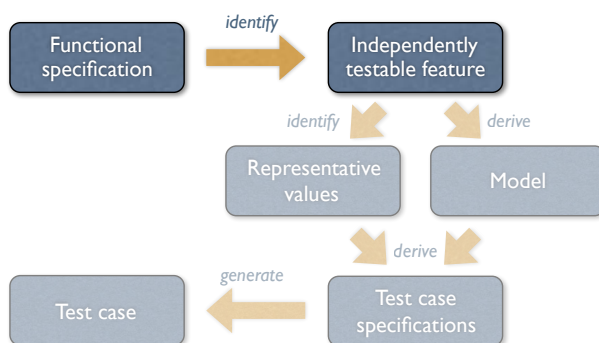 identify
Functional
specification
Independently
testable feature
identify
derive
Representative
values
Model
derive
generate
Test case
Test case
specifications